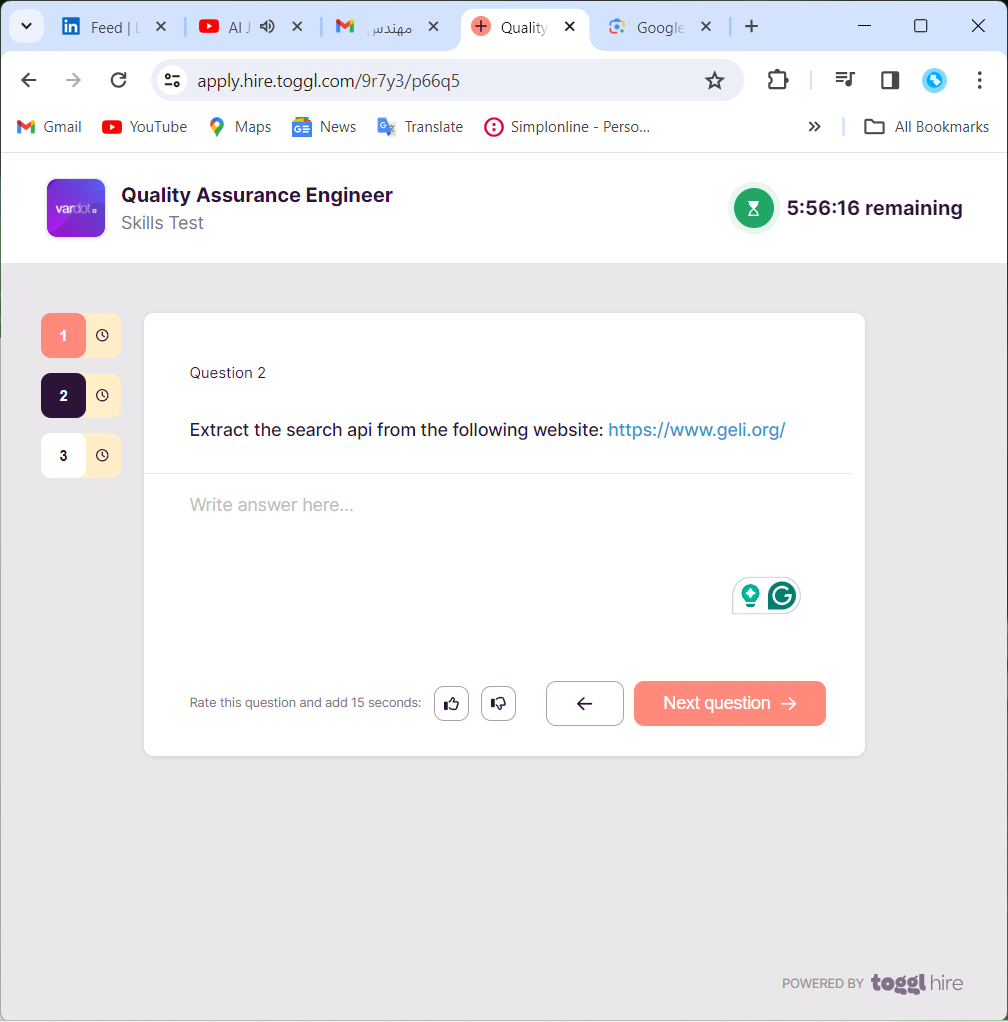 Feed | L
AI J
مهندس
Quality
Google
apply.hire.toggl.com/9r7y3/p66q5
Gmail
YouTube
Maps
News
Translate
Simplonline - Perso...
All Bookmarks
vardot
Quality Assurance Engineer
Skills Test
5:56:16 remaining
1
2
3
Question 2
Extract the search api from the following website: https://www.geli.org/
Write answer here...
Rate this question and add 15 seconds:
Next question
POWERED BY toggl hire